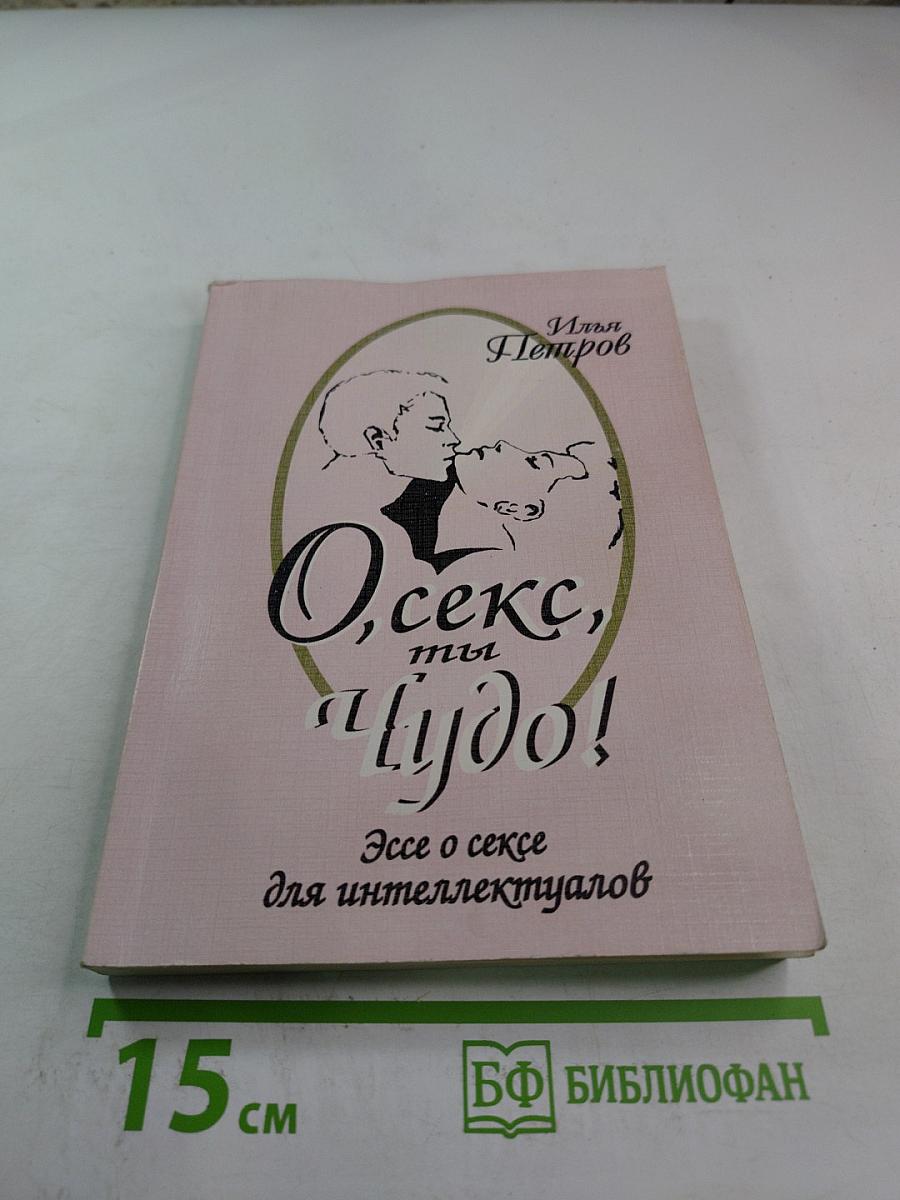 Илья
Петров
О, секс,
ты
Чудо!
Эссе о сексе
для интеллектуалов
15 см
БФ БИБЛИОФАН